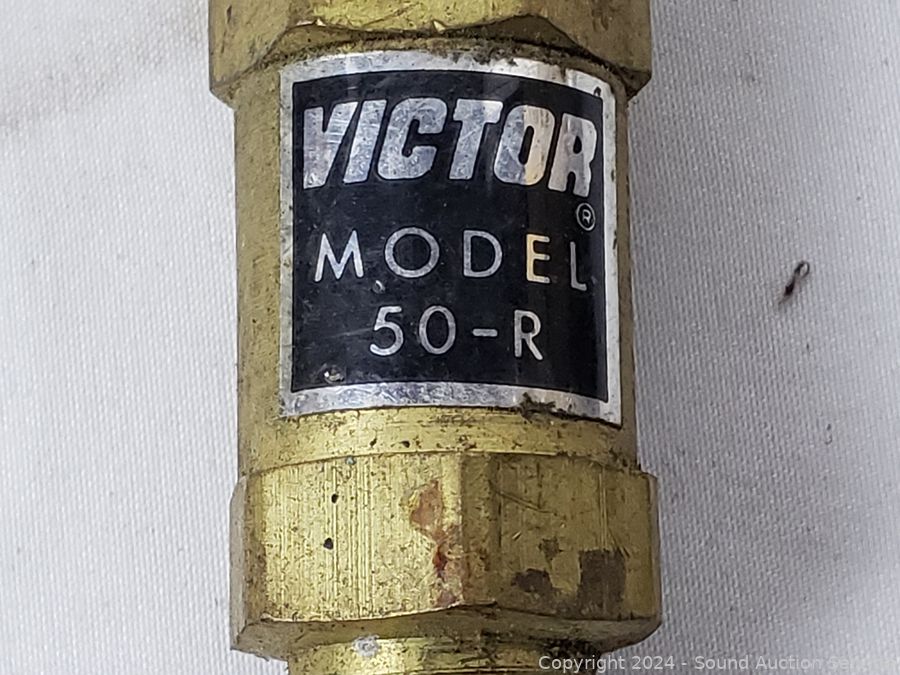 VICTOR
®
MODEL
50-R
Copyright 2024 - Sound Auction Service